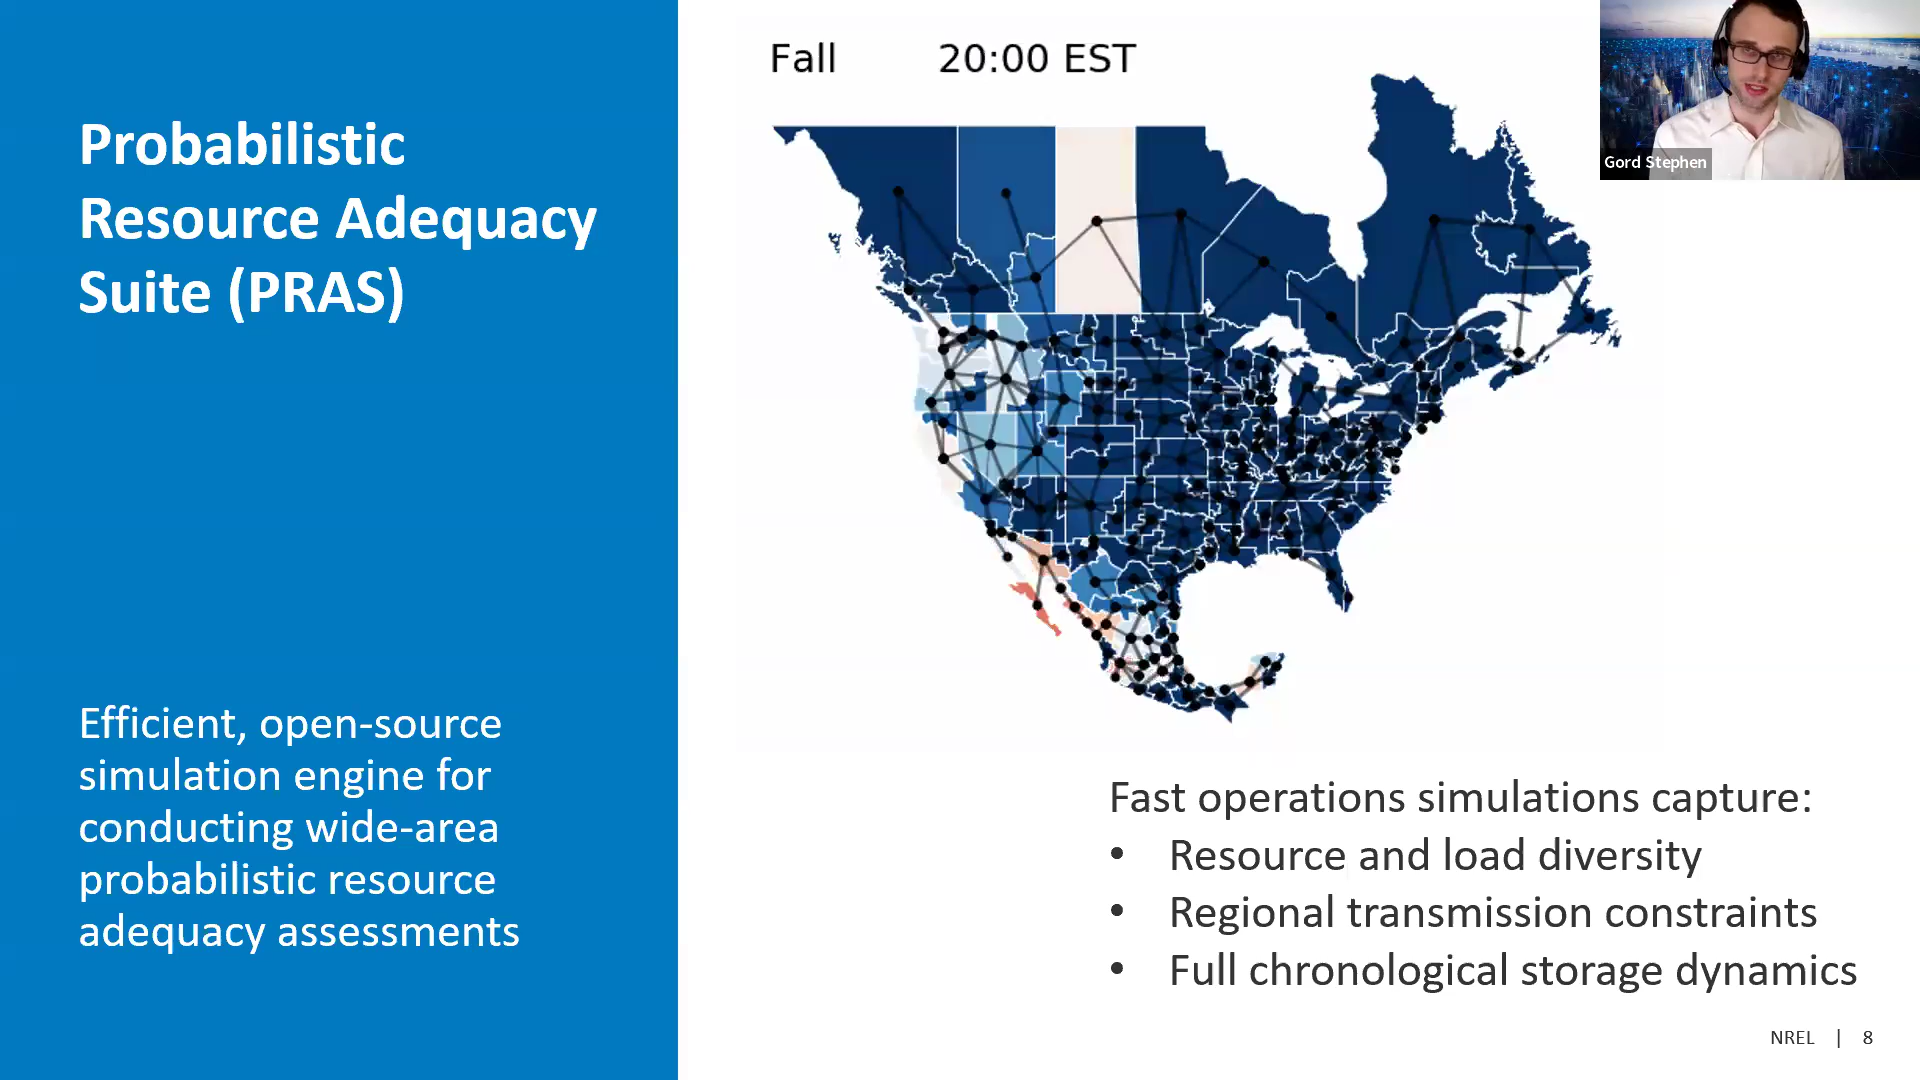 Probabilistic
Resource Adequacy
Suite (PRAS)
Efficient, open-source
simulation engine for
conducting wide-area
probabilistic resource
adequacy assessments
Fall 20:00 EST
Gord Stephen
Fast operations simulations capture:
• Resource and load diversity
• Regional transmission constraints
• Full chronological storage dynamics
NREL | 8